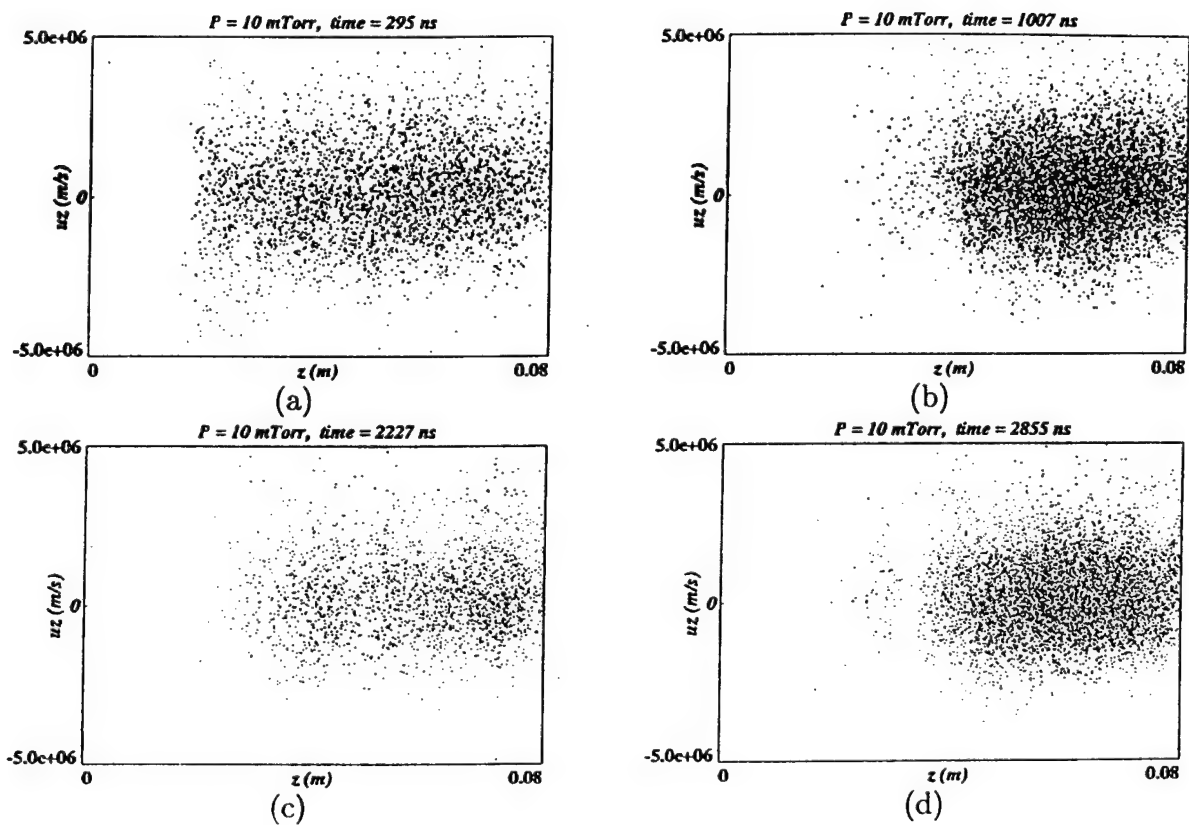 P = 10 mTorr, time = 295 ns
5.0e+06
uz (m/s)
0
-5.0e+06
0
z (m)
0.08
(a)
P = 10 mTorr, time = 1007 ns
5.0e+06
uz (m/s)
0
-5.0e+06
0
z (m)
0.08
(b)
P = 10 mTorr, time = 2227 ns
5.0e+06
uz (m/s)
0
-5.0e+06
0
z (m)
0.08
(c)
P = 10 mTorr, time = 2855 ns
5.0e+06
uz (m/s)
0
-5.0e+06
0
z (m)
0.08
(d)